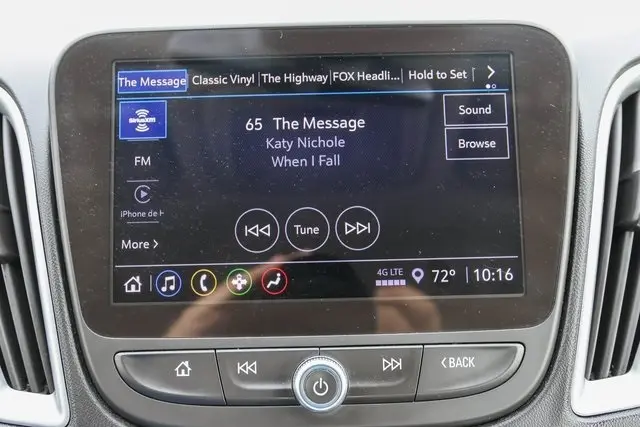 The Message Classic Vinyl The Highway FOX Headli... Hold to Set
SiriusXM
65 The Message
Katy Nichole
When I Fall
Sound
Browse
FM
iPhone de H
More
Tune
4G LTE 72° 10:16
BACK